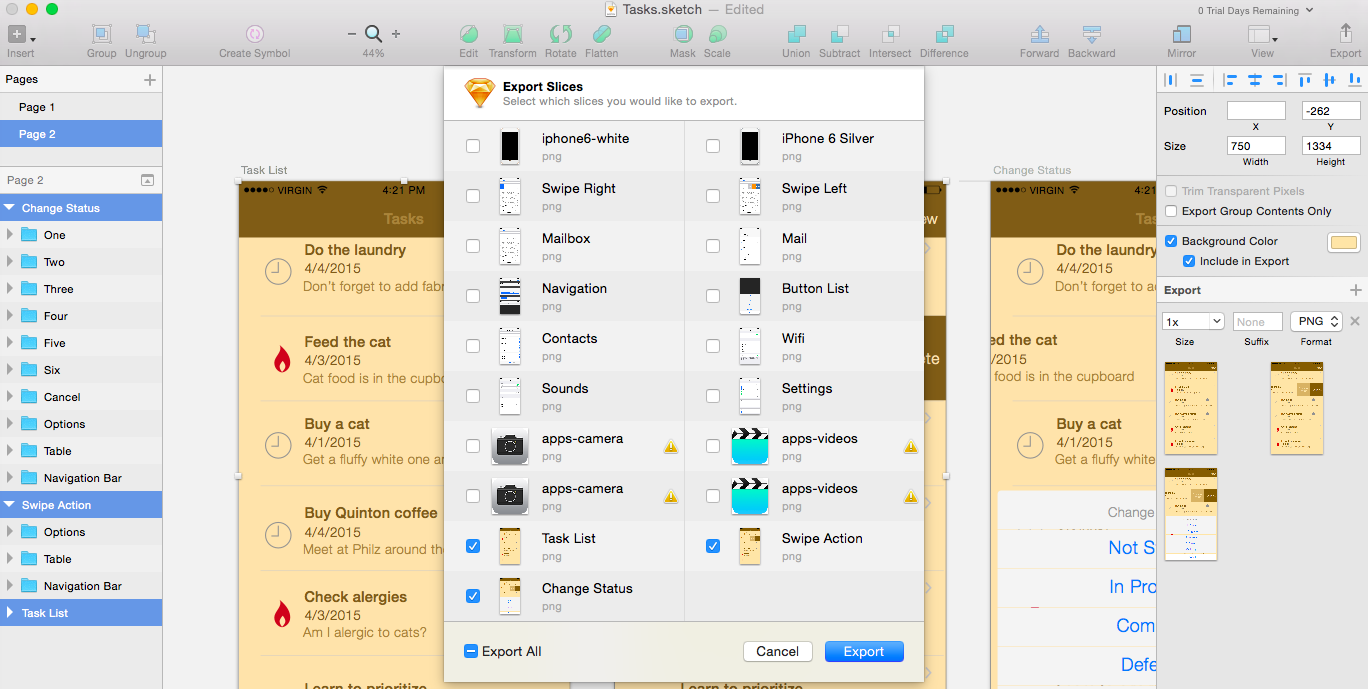 Tasks.sketch — Edited
0 Trial Days Remaining
Insert
Group
Ungroup
Create Symbol
44%
Edit
Transform
Rotate
Flatten
Mask
Scale
Union
Subtract
Intersect
Difference
Forward
Backward
Mirror
View
Export
Pages
Page 1
Page 2
Page 2
Change Status
One
Two
Three
Four
Five
Six
Cancel
Options
Table
Navigation Bar
Swipe Action
Options
Table
Navigation Bar
Task List
Task List
VIRGIN
4:21 PM
Tasks
Do the laundry
4/4/2015
Don't forget to add fabr
Feed the cat
4/3/2015
Cat food is in the cupbo
Buy a cat
4/1/2015
Get a fluffy white one ar
Buy Quinton coffee
4/4/2015
Meet at Philz around the
Check alergies
4/3/2015
Am I alergic to cats?
Learn to prioritize
Export Slices
Select which slices you would like to export.
iphone6-white
png
iPhone 6 Silver
png
Swipe Right
png
Swipe Left
png
Mailbox
png
Mail
png
Navigation
png
Button List
png
Contacts
png
Wifi
png
Sounds
png
Settings
png
apps-camera
png
apps-videos
png
apps-camera
png
apps-videos
png
Task List
png
Swipe Action
png
Change Status
png
Export All
Cancel
Export
Learn to prioritize
ew
ete
Change Status
VIRGIN
4:21
Tas
Do the laundry
4/4/2015
Don't forget to a
ed the cat
/2015
food is in the cupboard
Buy a cat
4/1/2015
Get a fluffy white
Change
Not S
In Pro
Com
Defe
Position
-262
X
Y
Size
750
1334
Width
Height
Trim Transparent Pixels
Export Group Contents Only
Background Color
Include in Export
Export
1x
None
PNG
Size
Suffix
Format